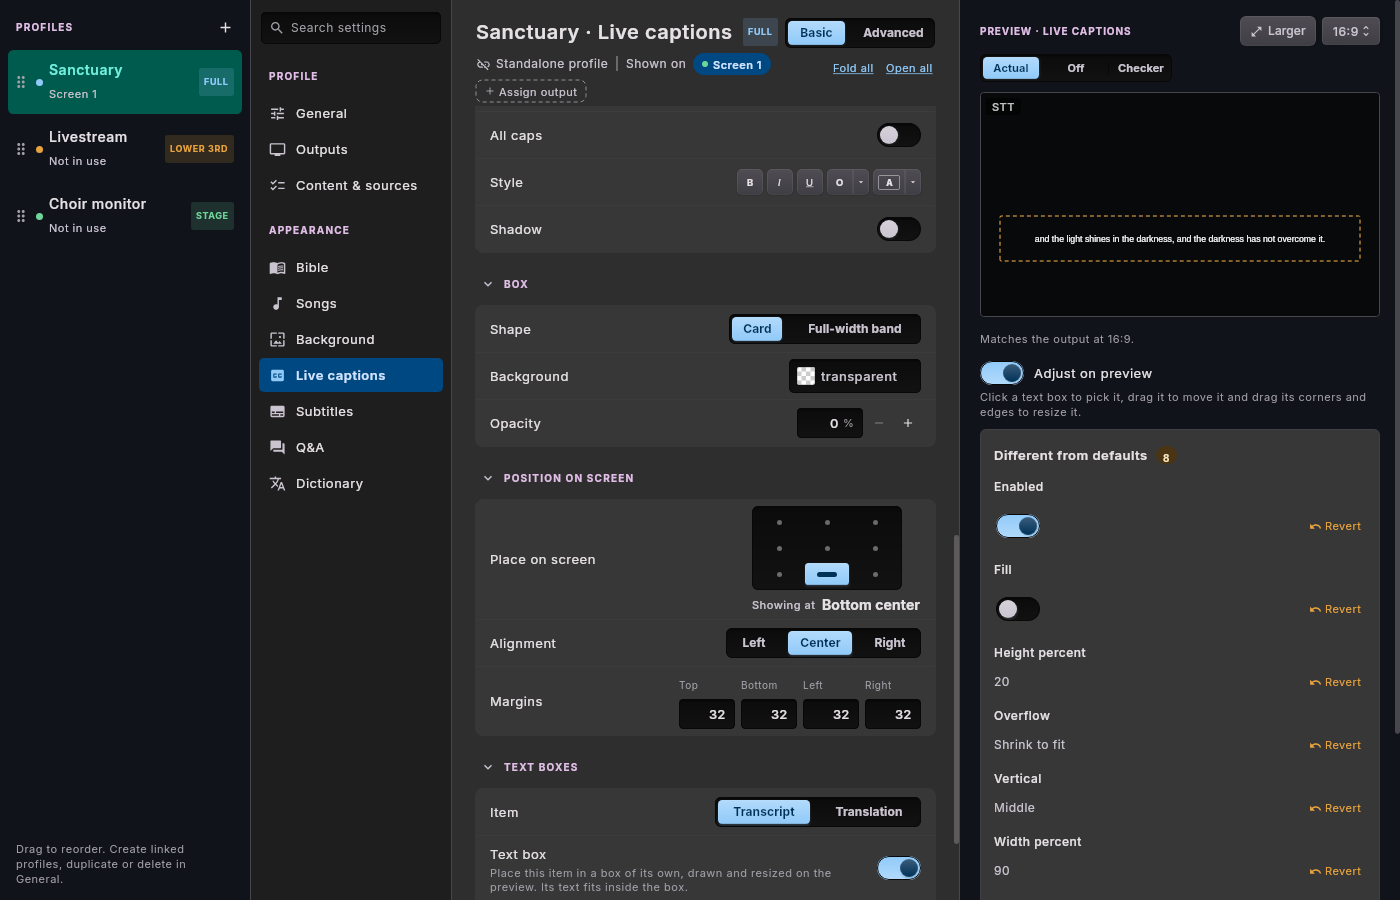 PROFILES
Sanctuary
Screen 1
FULL
Livestream
Not in use
LOWER 3RD
Choir monitor
Not in use
STAGE
Drag to reorder. Create linked
profiles, duplicate or delete in
General.
Search settings
PROFILE
General
Outputs
Content & sources
APPEARANCE
Bible
Songs
Background
Live captions
Subtitles
Q&A
Dictionary
Sanctuary · Live captions
FULL
Basic
Advanced
Standalone profile
Shown on
Screen 1
Fold all
Open all
+ Assign output
All caps
Style
B
I
U
O
A
Shadow
BOX
Shape
Card
Full-width band
Background
transparent
Opacity
0 %
POSITION ON SCREEN
Place on screen
Showing at Bottom center
Alignment
Left
Center
Right
Margins
Top
Bottom
Left
Right
32
32
32
32
TEXT BOXES
Item
Transcript
Translation
Text box
Place this item in a box of its own, drawn and resized on the
preview. Its text fits inside the box.
PREVIEW · LIVE CAPTIONS
Larger
16:9
Actual
Off
Checker
STT
and the light shines in the darkness, and the darkness has not overcome it.
Matches the output at 16:9.
Adjust on preview
Click a text box to pick it, drag it to move it and drag its corners and
edges to resize it.
Different from defaults 8
Enabled
Revert
Fill
Revert
Height percent
20
Revert
Overflow
Shrink to fit
Revert
Vertical
Middle
Revert
Width percent
90
Revert